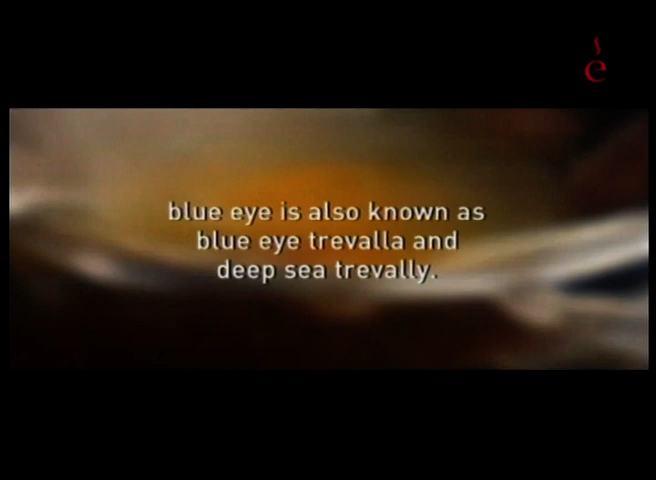 e
blue eye is also known as
blue eye trevalla and
deep sea trevally.